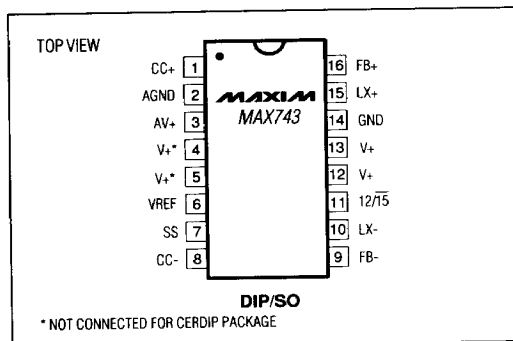 TOP VIEW
CC+ 1
AGND 2
AV+ 3
V+* 4
V+* 5
VREF 6
SS 7
CC- 8
MAXIM
MAX743
16 FB+
15 LX+
14 GND
13 V+
12 V+
11 12/1̅5̅
10 LX-
9 FB-
DIP/SO
* NOT CONNECTED FOR CERDIP PACKAGE